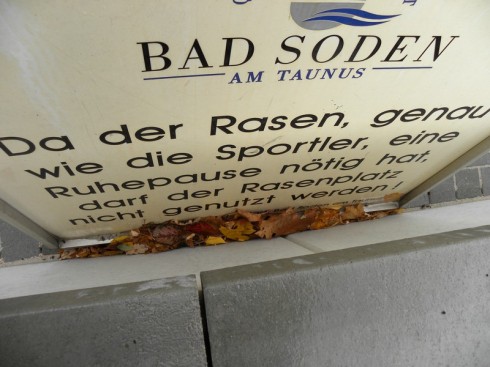 BAD SODEN
AM TAUNUS
Da der Rasen, genau
wie die Sportler, eine
Ruhepause nötig hat,
darf der Rasenplatz
nicht genutzt werden!